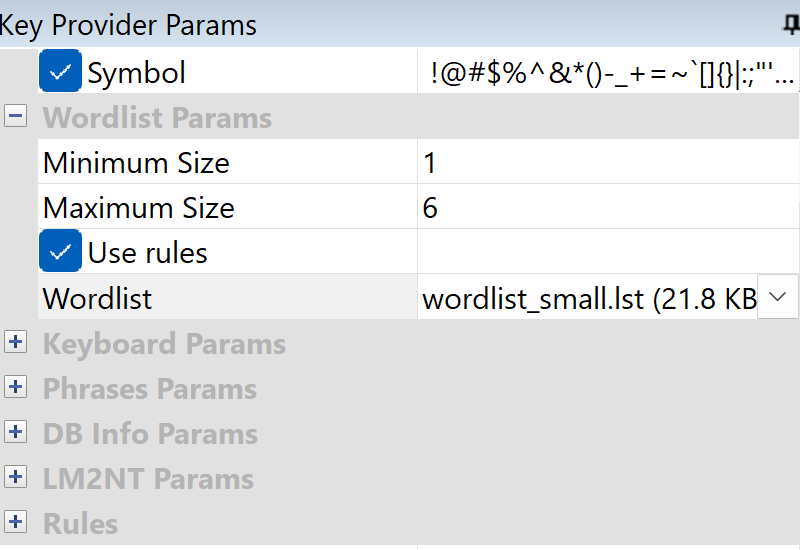 Key Provider Params
Symbol !@#$%^&*()-_+=~`[]{}|:;"'...
Wordlist Params
Minimum Size 1
Maximum Size 6
Use rules
Wordlist wordlist_small.lst (21.8 KB
Keyboard Params
Phrases Params
DB Info Params
LM2NT Params
Rules